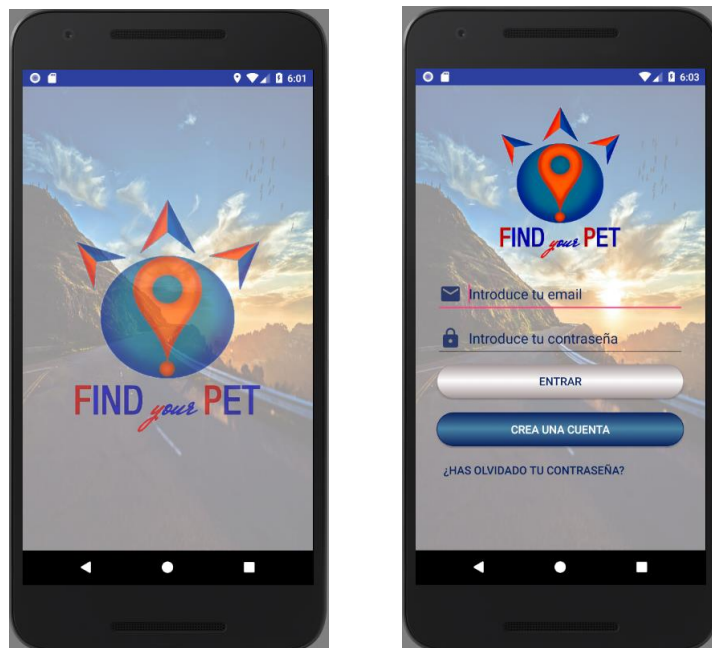 6:01
FIND your PET
6:03
FIND your PET
Introduce tu email
Introduce tu contraseña
ENTRAR
CREA UNA CUENTA
¿HAS OLVIDADO TU CONTRASEÑA?